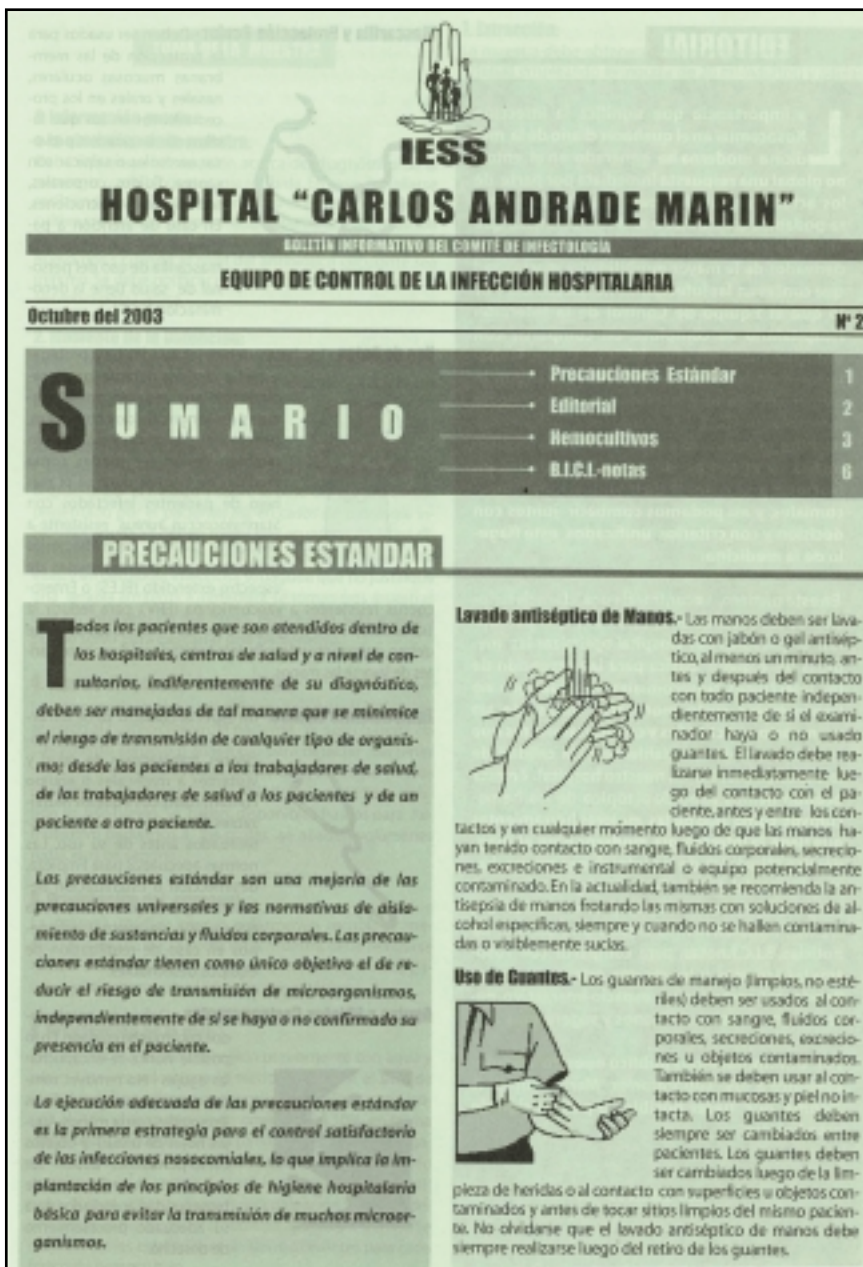 IESS
HOSPITAL “CARLOS ANDRADE MARIN”
BOLETÍN INFORMATIVO DEL COMITÉ DE INFECTOLOGÍA
EQUIPO DE CONTROL DE LA INFECCIÓN HOSPITALARIA
Octubre del 2003
Nº 2
SUMARIO
Precauciones Estándar 1
Editorial 2
Hemocultivos 3
B.I.C.I.-notas 6
PRECAUCIONES ESTANDAR
Todos los pacientes que son atendidos dentro de
los hospitales, centros de salud y a nivel de con-
sultorios, indiferentemente de su diagnóstico,
deben ser manejados de tal manera que se minimice
el riesgo de transmisión de cualquier tipo de organis-
mo; desde los pacientes a los trabajadores de salud,
de los trabajadores de salud a los pacientes y de un
paciente a otro paciente.
Las precauciones estándar son una mejoría de las
precauciones universales y las normativas de aisla-
miento de sustancias y fluidos corporales. Las precau-
ciones estándar tienen como único objetivo el de re-
ducir el riesgo de transmisión de microorganismos,
independientemente de si se haya o no confirmado su
presencia en el paciente.
La ejecución adecuada de las precauciones estándar
es la primera estrategia para el control satisfactorio
de las infecciones nosocomiales, lo que implica la im-
plantación de los principios de higiene hospitalaria
básica para evitar la transmisión de muchos microor-
ganismos.
Lavado antiséptico de Manos.- Las manos deben ser lava-
das con jabón o gel antisép-
tico, al menos un minuto, an-
tes y después del contacto
con todo paciente indepen-
dientemente de si el exami-
nador haya o no usado
guantes. El lavado debe rea-
lizarse inmediatamente lue-
go del contacto con el pa-
ciente, antes y entre los con-
tactos y en cualquier momento luego de que las manos ha-
yan tenido contacto con sangre, fluidos corporales, secrecio-
nes, excreciones e instrumental o equipo potencialmente
contaminado. En la actualidad, también se recomienda la an-
tisepsia de manos frotando las mismas con soluciones de al-
cohol específicas, siempre y cuando no se hallen contamina-
das o visiblemente sucias.
Uso de Guantes.- Los guantes de manejo (limpios, no esté-
riles) deben ser usados al con-
tacto con sangre, fluidos cor-
porales, secreciones, excrecio-
nes u objetos contaminados.
También se deben usar al con-
tacto con mucosas y piel no in-
tacta. Los guantes deben
siempre ser cambiados entre
pacientes. Los guantes deben
ser cambiados luego de la lim-
pieza de heridas o al contacto con superficies u objetos con-
taminados y antes de tocar sitios limpios del mismo pacien-
te. No olvidarse que el lavado antiséptico de manos debe
siempre realizarse luego del retiro de los guantes.